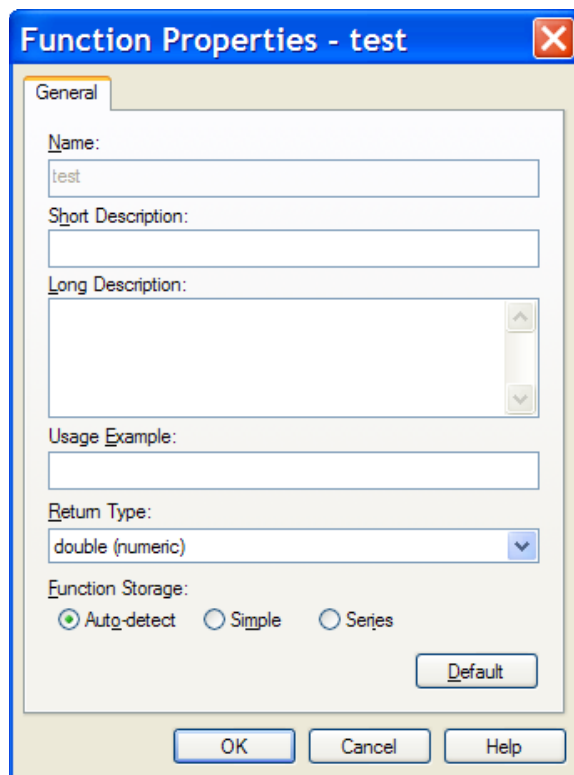 Function Properties - test
General
Name:
test
Short Description:
Long Description:
Usage Example:
Return Type:
double (numeric)
Function Storage:
Auto-detect Simple Series
Default
OK Cancel Help